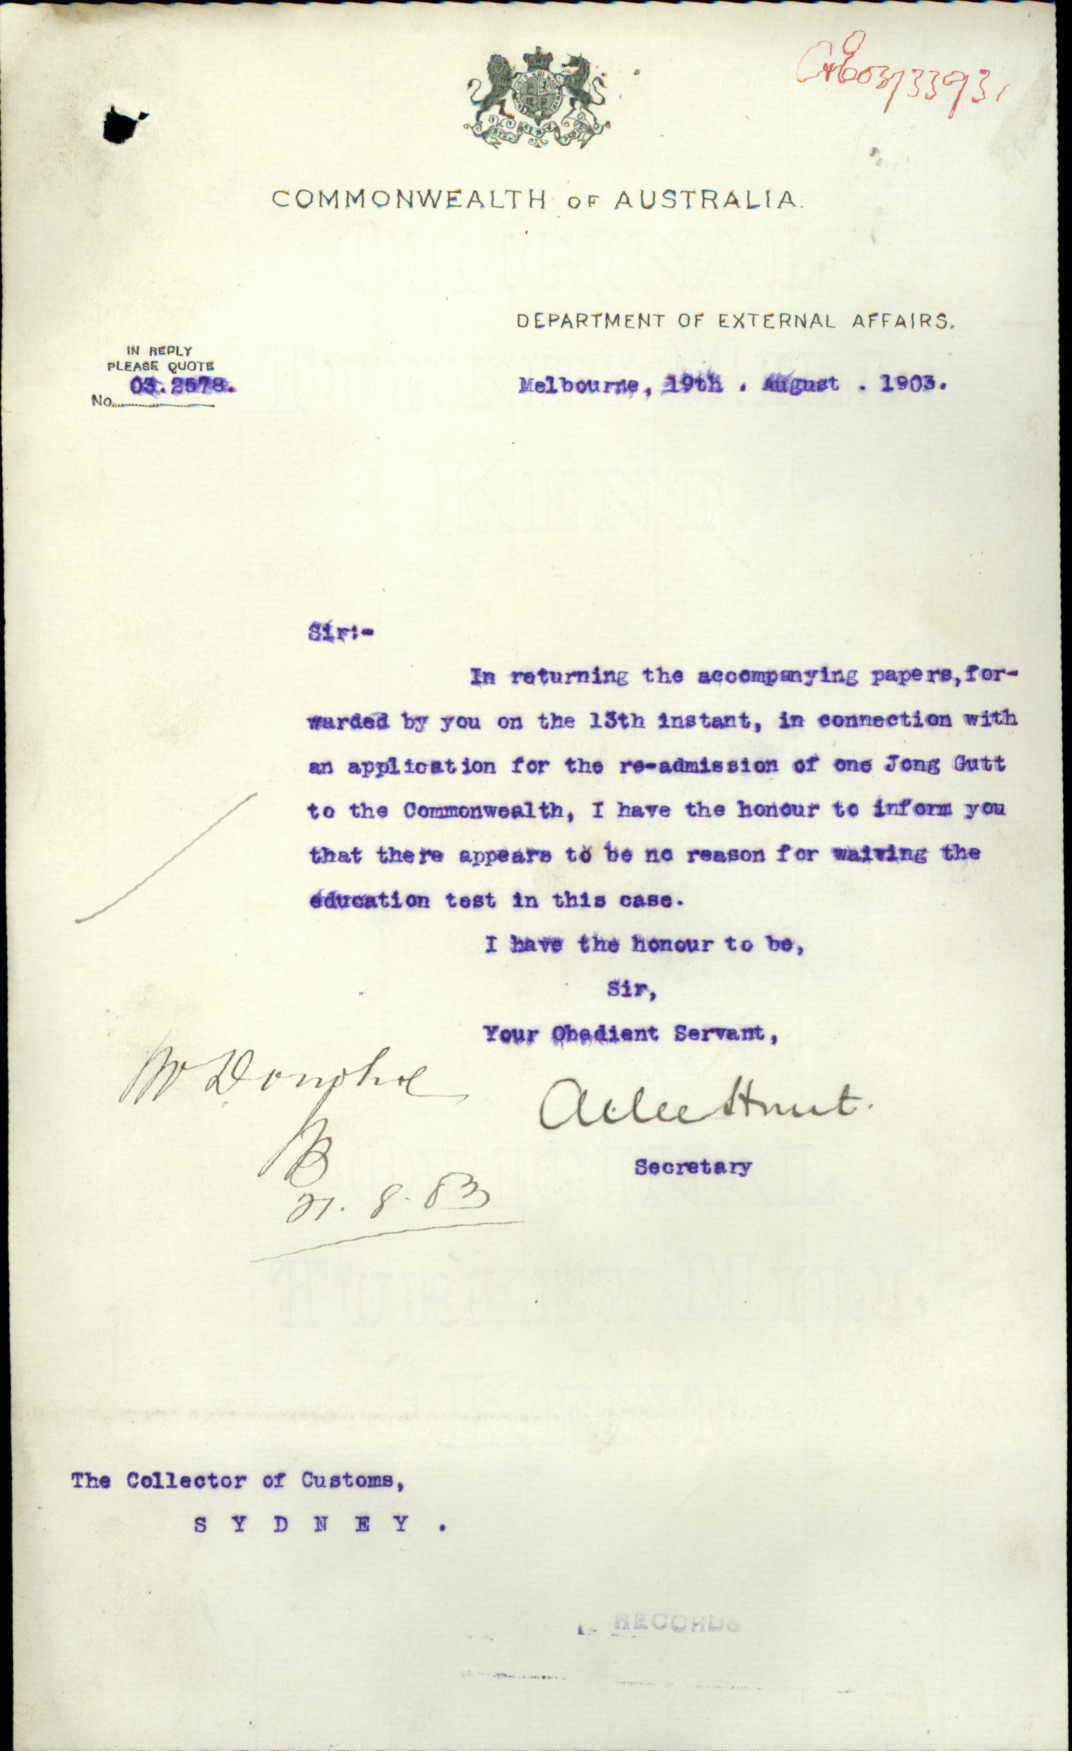 COMMONWEALTH OF AUSTRALIA.
DEPARTMENT OF EXTERNAL AFFAIRS.
IN REPLY
PLEASE QUOTE
No. 03.2578.
Melbourne, 19th . August . 1903.
Sir:-
In returning the accompanying papers, for-
warded by you on the 13th instant, in connection with
an application for the re-admission of one Jong Gutt
to the Commonwealth, I have the honour to inform you
that there appears to be no reason for waiving the
education test in this case.
I have the honour to be,
Sir,
Your Obedient Servant,
Atlee Hunt.
Secretary
Mr Donohoe
21.8.03
The Collector of Customs,
S Y D N E Y .
RECORDS